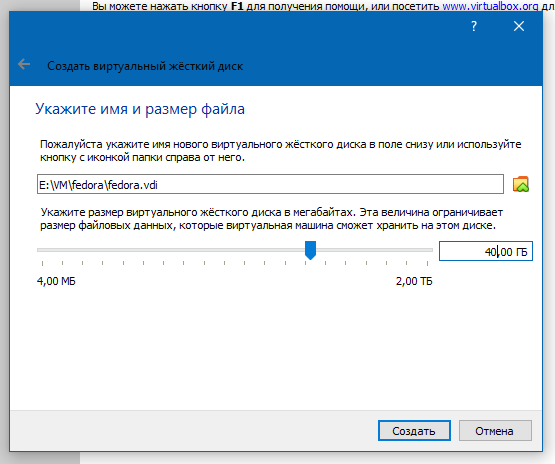 Вы можете нажать кнопку F1 для получения помощи, или посетить www.virtualbox.org дл
?
Создать виртуальный жёсткий диск
Укажите имя и размер файла
Пожалуйста укажите имя нового виртуального жёсткого диска в поле снизу или используйте
кнопку с иконкой папки справа от него.
E:\VM\fedora\fedora.vdi
Укажите размер виртуального жёсткого диска в мегабайтах. Эта величина ограничивает
размер файловых данных, которые виртуальная машина сможет хранить на этом диске.
40,00 ГБ
4,00 МБ 2,00 ТБ
Создать Отмена